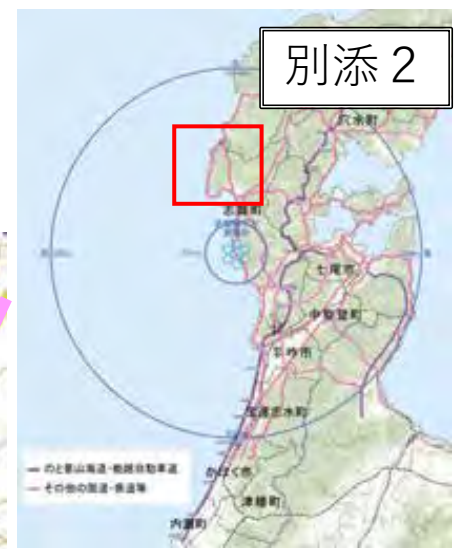 別添２
穴水町
志賀町
七尾市
中能登町
羽咋市
宝達志水町
かほく市
津幡町
内灘町
のと里山海道・能越自動車道
その他の国道・県道等